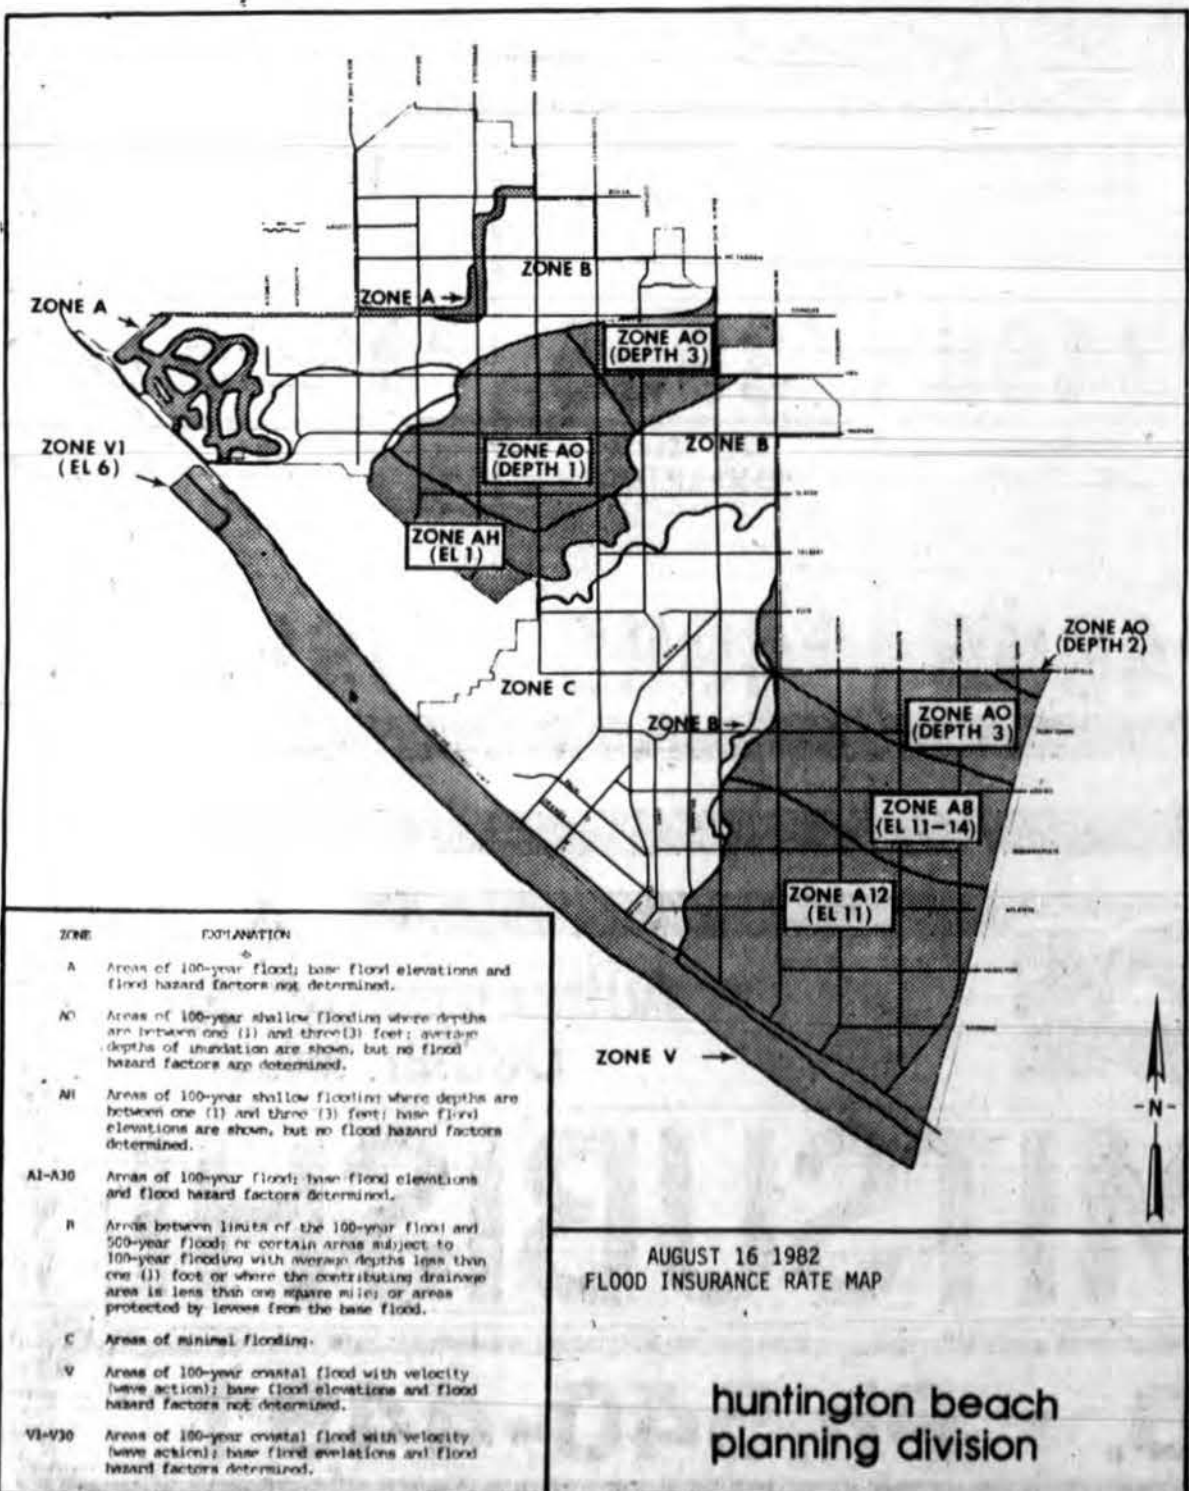 BOLSA
MC FADDEN
ZONE B
ZONE A
ZONE A
ZONE AO
(DEPTH 3)
ZONE V1
(EL 6)
ZONE AO
(DEPTH 1)
ZONE B
WARNER
SLATER
ZONE AH
(EL 1)
TALBERT
ZONE AO
(DEPTH 2)
ZONE C
ZONE B
ZONE AO
(DEPTH 3)
ZONE A8
(EL 11-14)
ZONE A12
(EL 11)
ZONE V
-N-
ZONE EXPLANATION
A Areas of 100-year flood; base flood elevations and
flood hazard factors not determined.
AO Areas of 100-year shallow flooding where depths
are between one (1) and three(3) feet; average
depths of inundation are shown, but no flood
hazard factors are determined.
AH Areas of 100-year shallow flooding where depths are
between one (1) and three (3) feet; base flood
elevations are shown, but no flood hazard factors
determined.
A1-A30 Areas of 100-year flood; base flood elevations
and flood hazard factors determined.
B Areas between limits of the 100-year flood and
500-year flood; or certain areas subject to
100-year flooding with average depths less than
one (1) foot or where the contributing drainage
area is less than one square mile; or areas
protected by levees from the base flood.
C Areas of minimal flooding.
V Areas of 100-year coastal flood with velocity
(wave action); base flood elevations and flood
hazard factors not determined.
V1-V30 Areas of 100-year coastal flood with velocity
(wave action); base flood evelations and flood
hazard factors determined.
AUGUST 16 1982
FLOOD INSURANCE RATE MAP
huntington beach
planning division